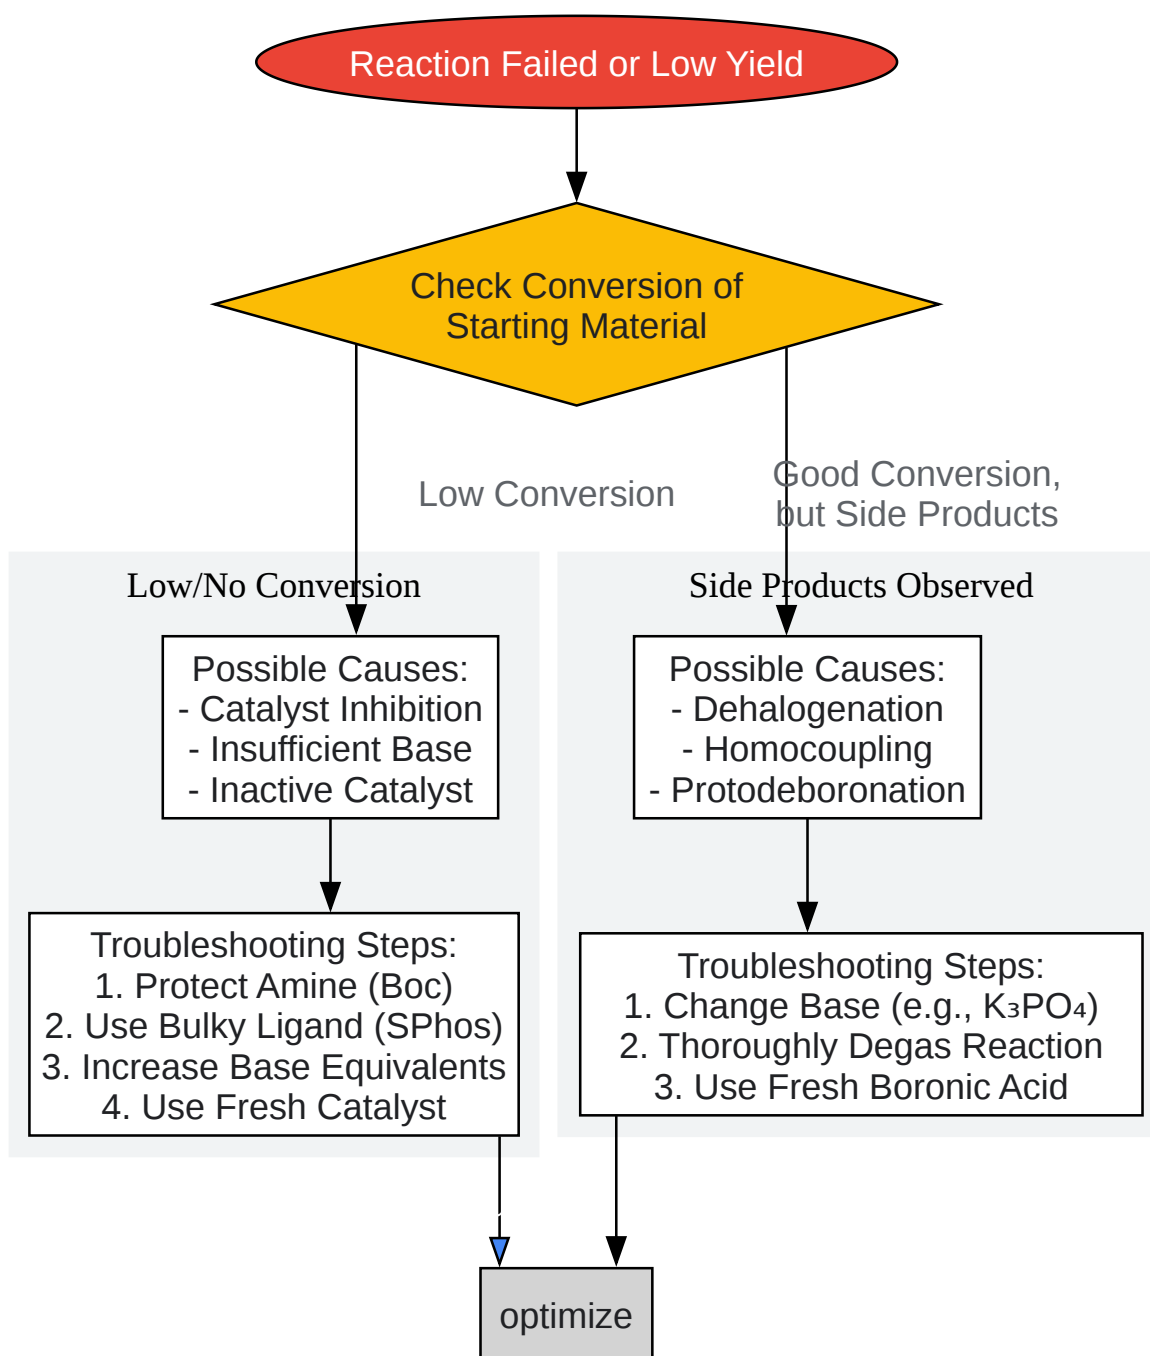 Reaction Failed or Low Yield
Check Conversion of
Starting Material
Low Conversion
Good Conversion,
but Side Products
Low/No Conversion
Possible Causes:
- Catalyst Inhibition
- Insufficient Base
- Inactive Catalyst
Troubleshooting Steps:
1. Protect Amine (Boc)
2. Use Bulky Ligand (SPhos)
3. Increase Base Equivalents
4. Use Fresh Catalyst
Side Products Observed
Possible Causes:
- Dehalogenation
- Homocoupling
- Protodeboronation
Troubleshooting Steps:
1. Change Base (e.g., K₃PO₄)
2. Thoroughly Degas Reaction
3. Use Fresh Boronic Acid
optimize